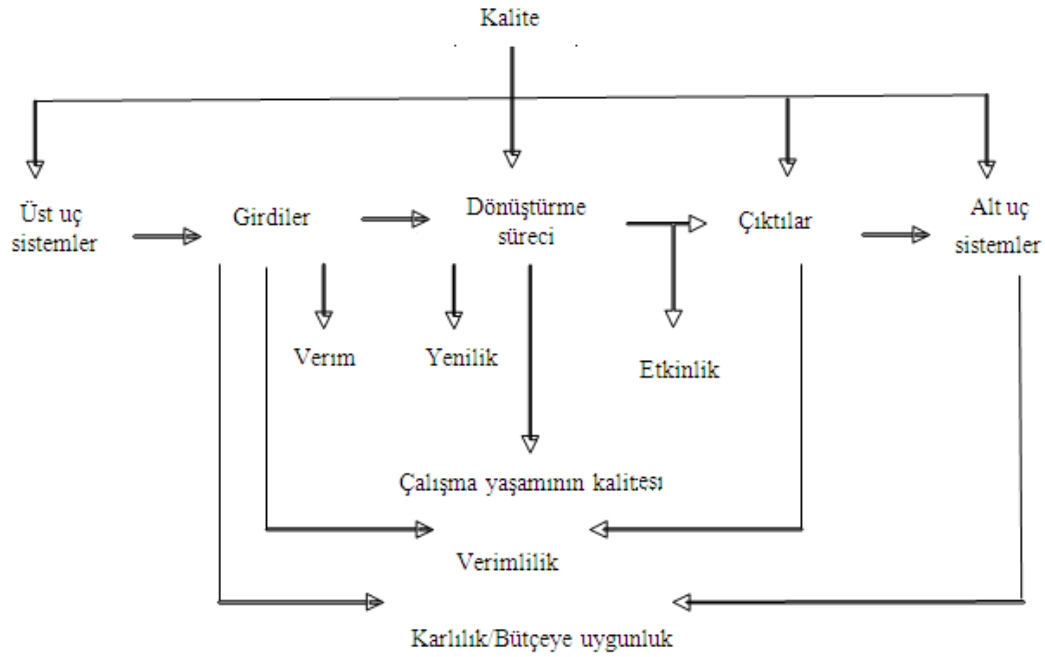 Kalite
Üst uç
sistemler
Girdiler
Dönüştürme
süreci
Çıktılar
Alt uç
sistemler
Verım
Yenilik
Etkinlik
Çalışma yaşamının kalitesı
Verimlilik
Karlılık/Bütçeye uygunluk